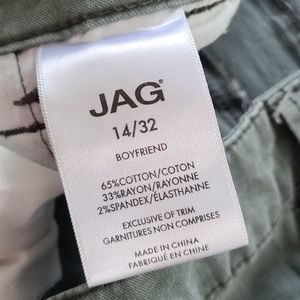 JAG®
14/32
BOYFRIEND
65%COTTON/COTON
33%RAYON/RAYONNE
2%SPANDEX/ÉLASTHANNE
EXCLUSIVE OF TRIM
GARNITURES NON COMPRISES
MADE IN CHINA
FABRIQUÉ EN CHINE